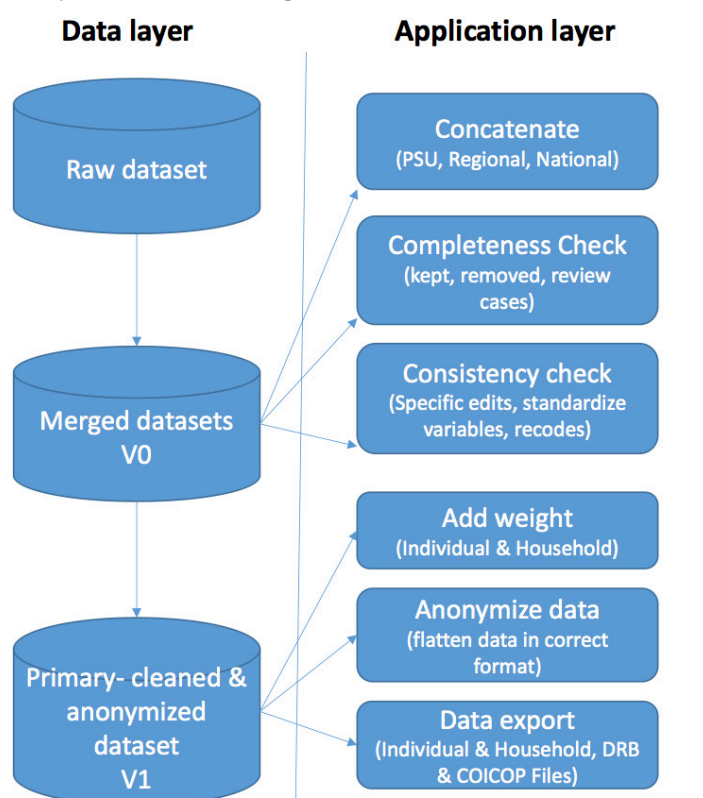 Data layer
Application layer
Raw dataset
Concatenate
(PSU, Regional, National)
Completeness Check
(kept, removed, review
cases)
Merged datasets
V0
Consistency check
(Specific edits, standardize
variables, recodes)
Add weight
(Individual & Household)
Primary- cleaned &
anonymized
dataset
V1
Anonymize data
(flatten data in correct
format)
Data export
(Individual & Household, DRB
& COICOP Files)